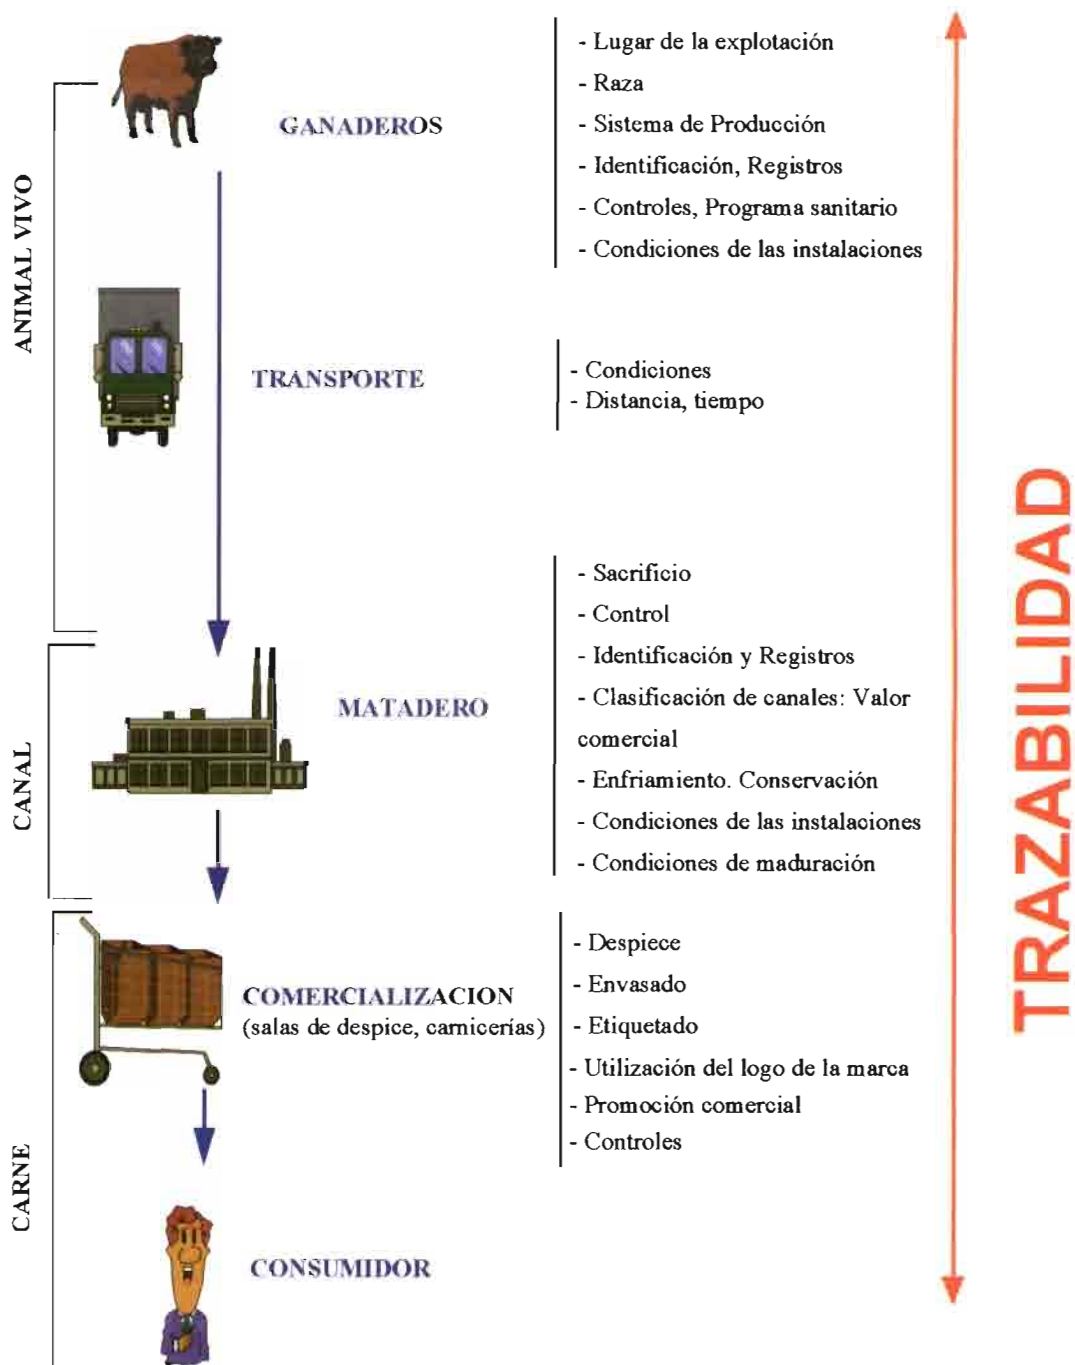 ANIMAL VIVO
GANADEROS
- Lugar de la explotación
- Raza
- Sistema de Producción
- Identificación, Registros
- Controles, Programa sanitario
- Condiciones de las instalaciones
TRANSPORTE
- Condiciones
- Distancia, tiempo
CANAL
MATADERO
- Sacrificio
- Control
- Identificación y Registros
- Clasificación de canales: Valor
comercial
- Enfriamiento. Conservación
- Condiciones de las instalaciones
- Condiciones de maduración
CARNE
COMERCIALIZACION
(salas de despice, carnicerías)
- Despiece
- Envasado
- Etiquetado
- Utilización del logo de la marca
- Promoción comercial
- Controles
CONSUMIDOR
TRAZABILIDAD